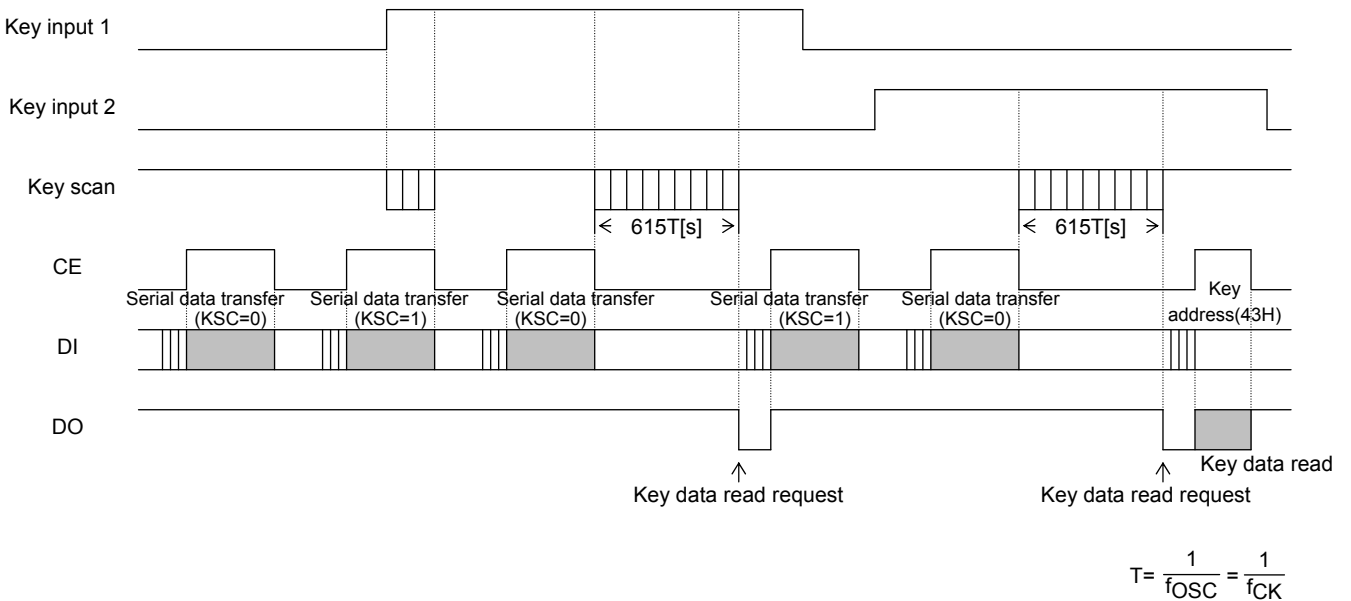 Key input 1
Key input 2
Key scan
615T[s]
615T[s]
CE
Serial data transfer
(KSC=0)
Serial data transfer
(KSC=1)
Serial data transfer
(KSC=0)
Serial data transfer
(KSC=1)
Serial data transfer
(KSC=0)
Key
address(43H)
DI
DO
Key data read
Key data read request
Key data read request
T= 1/fOSC = 1/fCK